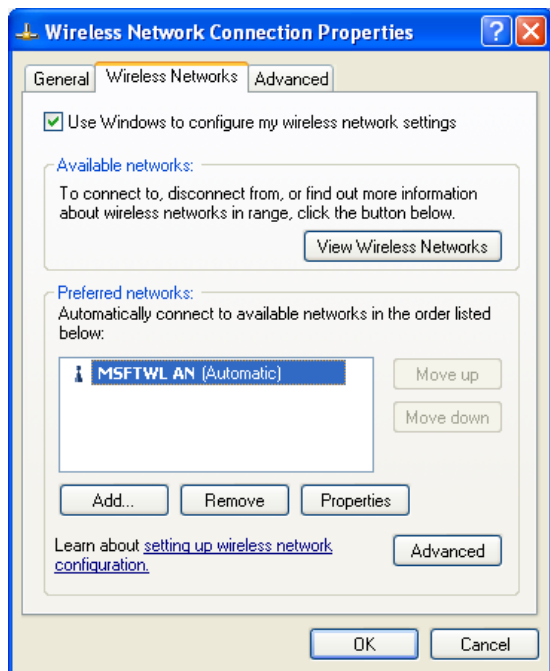 Wireless Network Connection Properties
General Wireless Networks Advanced
Use Windows to configure my wireless network settings
Available networks:
To connect to, disconnect from, or find out more information
about wireless networks in range, click the button below.
View Wireless Networks
Preferred networks:
Automatically connect to available networks in the order listed
below:
MSFTWL AN (Automatic)
Move up
Move down
Add... Remove Properties
Learn about setting up wireless network
configuration.
Advanced
OK Cancel